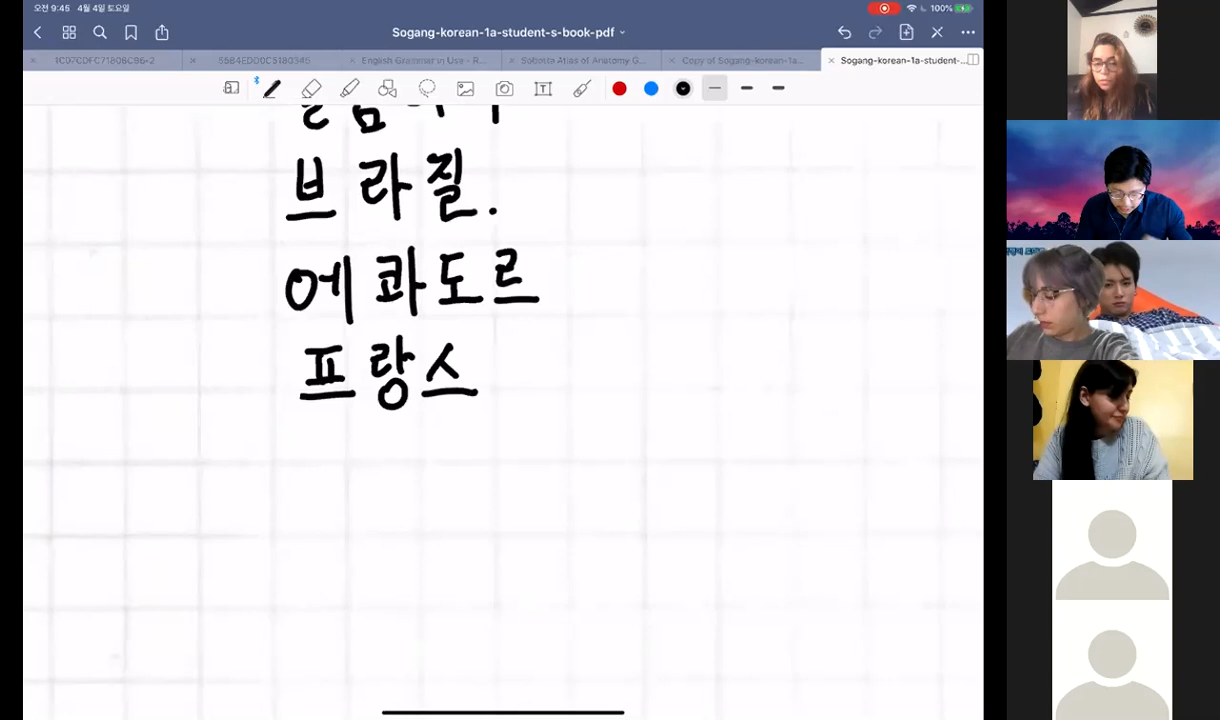 오전 9:45 4월 4일 토요일
100%
Sogang-korean-1a-student-s-book-pdf
1C97CDFC71808C96-2
5584ED00C5180345
English Grammar in Use - R...
Sobotta Atlas of Anatomy G...
Copy of Sogang-korean-1a...
Sogang-korean-1a-student-...
브라질.
에콰도르
프랑스